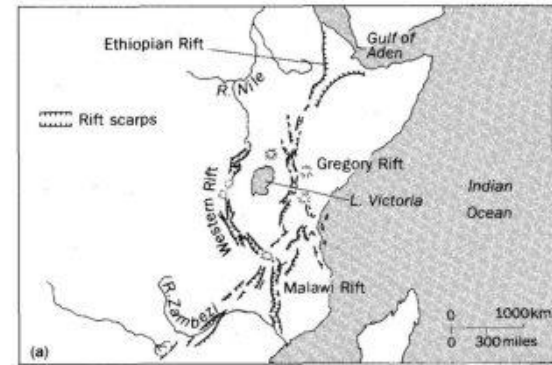 Ethiopian Rift
Gulf of
Aden
R. Nile
Rift scarps
Gregory Rift
L. Victoria
Indian
Ocean
Western Rift
Malawi Rift
(R. Zambezi
0 1000km
0 300 miles
(a)